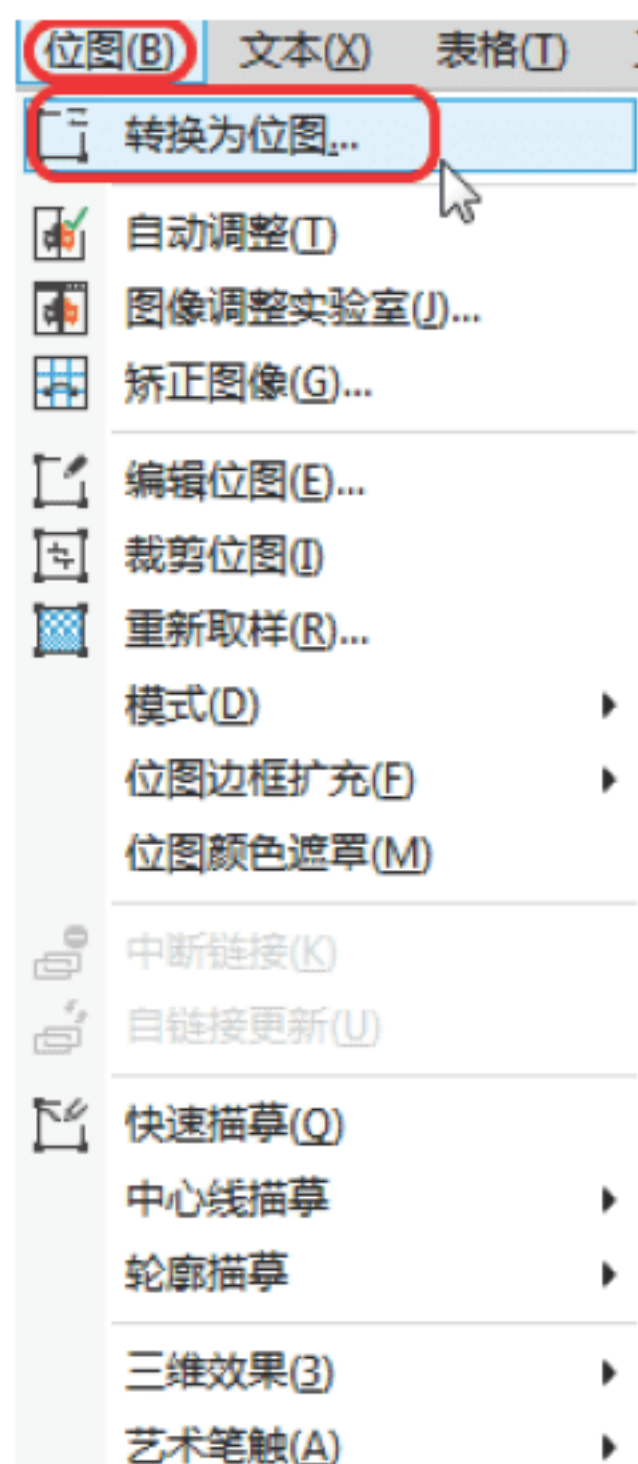 位图(B) 文本(X) 表格(T)
转换为位图...
自动调整(T)
图像调整实验室(J)...
矫正图像(G)...
编辑位图(E)...
裁剪位图(I)
重新取样(R)...
模式(D)
位图边框扩充(F)
位图颜色遮罩(M)
中断链接(K)
自链接更新(U)
快速描摹(Q)
中心线描摹
轮廓描摹
三维效果(3)
艺术笔触(A)